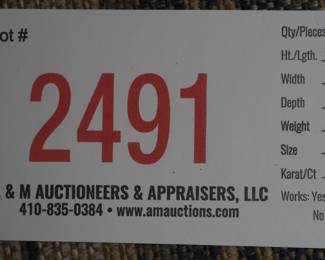 ot #
2491
& M AUCTIONEERS & APPRAISERS, LLC
410-835-0384 • www.amauctions.com
Qty/Pieces
Ht./Lgth.
Width
Depth
Weight
Size
Karat/Ct
Works: Yes
No